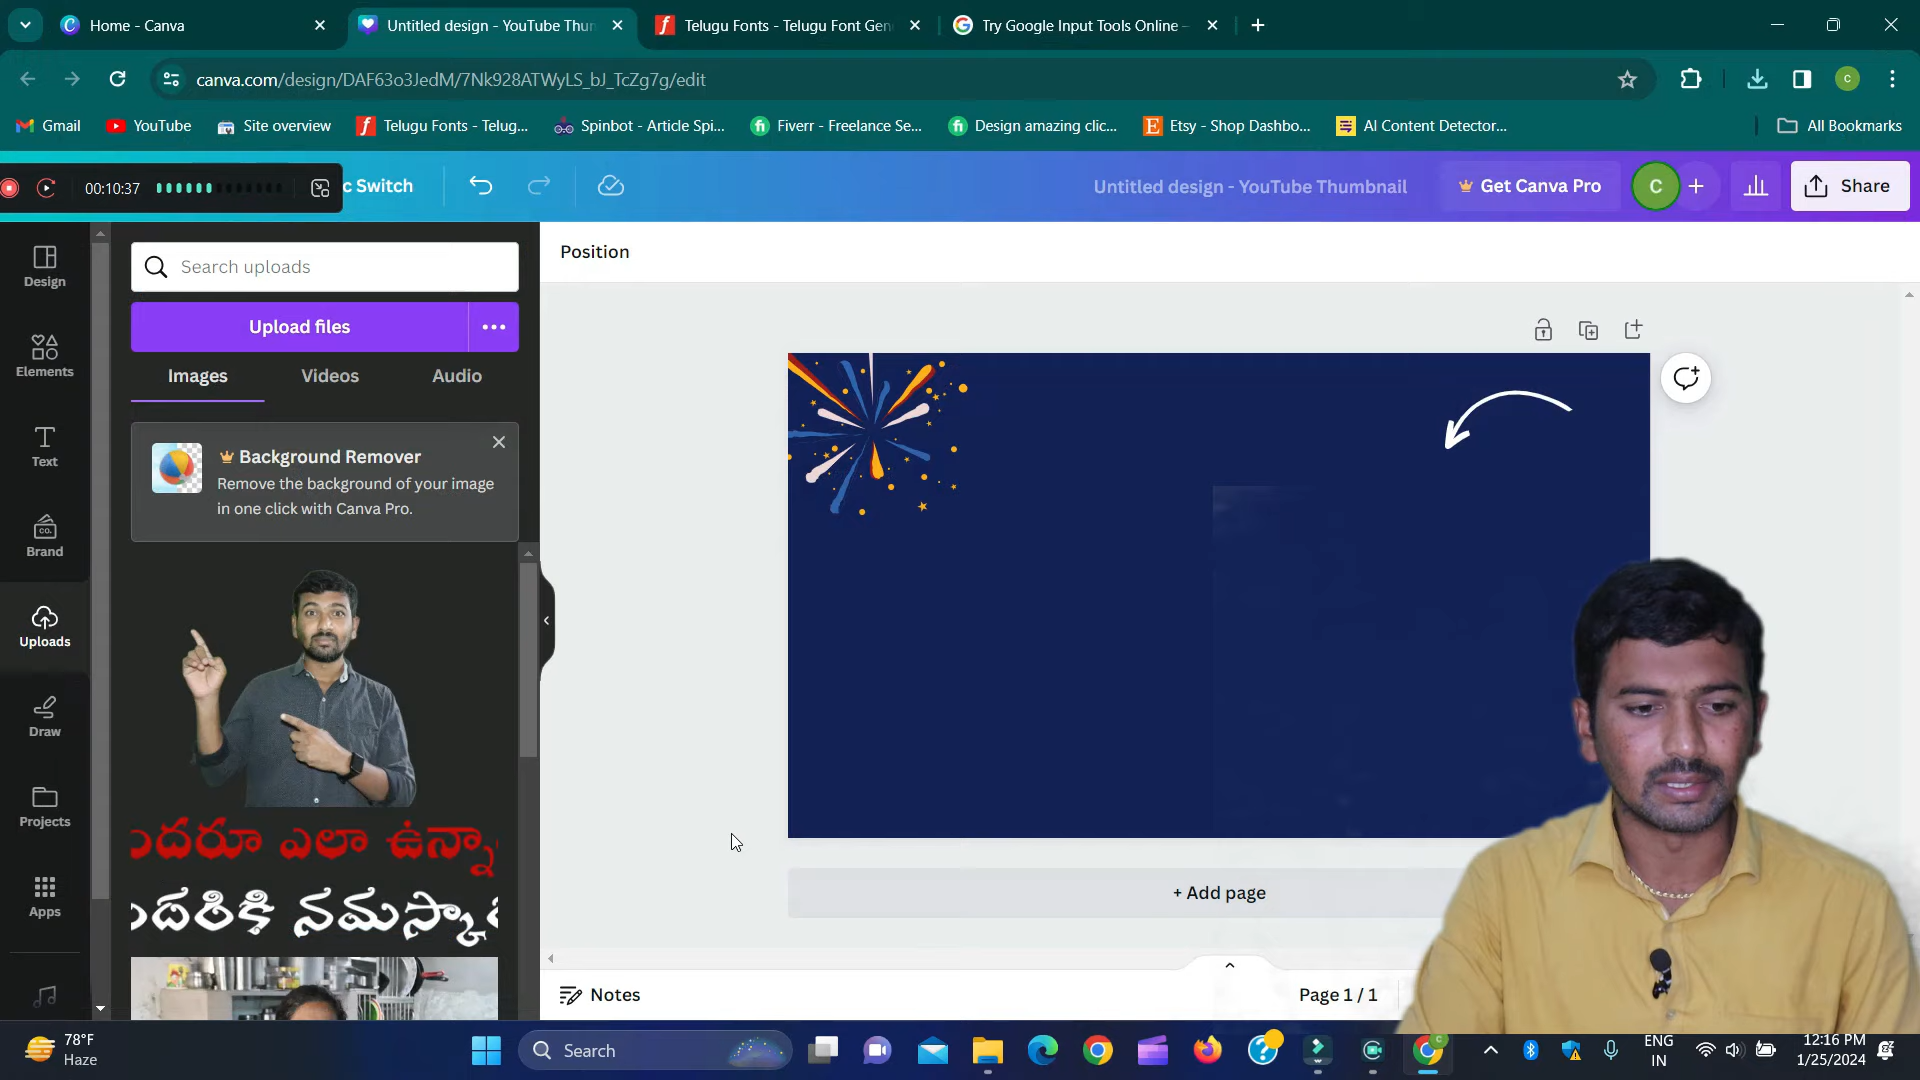 Home - Canva
Untitled design - YouTube Thun
Telugu Fonts - Telugu Font Gen
Try Google Input Tools Online –
canva.com/design/DAF63o3JedM/7Nk928ATWyLS_bJ_TcZg7g/edit
C
Gmail
YouTube
Site overview
Telugu Fonts - Telug...
Spinbot - Article Spi...
Fiverr - Freelance Se...
Design amazing clic...
Etsy - Shop Dashbo...
AI Content Detector...
All Bookmarks
00:10:37
c Switch
Untitled design - YouTube Thumbnail
Get Canva Pro
C
Share
Design
Elements
Text
Brand
Uploads
Draw
Projects
Apps
Search uploads
Upload files
Images
Videos
Audio
Background Remover
Remove the background of your image
in one click with Canva Pro.
ందరూ ఎలా ఉన్నా
ందరికి నమస్కా
Position
+ Add page
Notes
Page 1 / 1
78°F
Haze
Search
ENG
IN
12:16 PM
1/25/2024